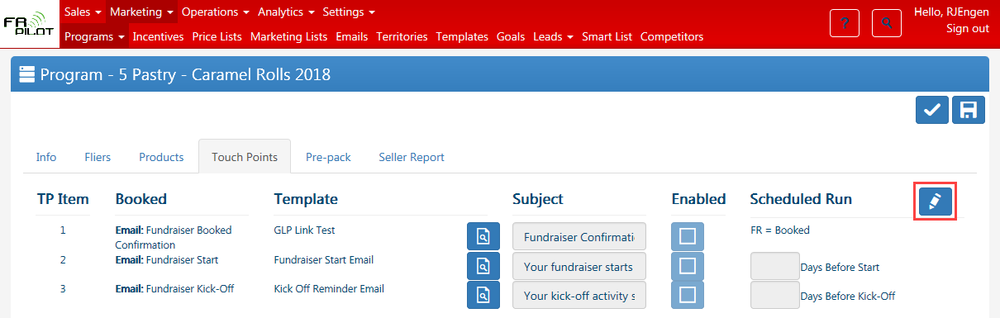 FR PILOT
Sales Marketing Operations Analytics Settings
Programs Incentives Price Lists Marketing Lists Emails Territories Templates Goals Leads Smart List Competitors
?
Hello, RJEngen
Sign out
Program - 5 Pastry - Caramel Rolls 2018
Info Fliers Products Touch Points Pre-pack Seller Report
TP Item Booked Template Subject Enabled Scheduled Run
1 Email: Fundraiser Booked GLP Link Test Fundraiser Confirmatio FR = Booked
Confirmation
2 Email: Fundraiser Start Fundraiser Start Email Your fundraiser starts Days Before Start
3 Email: Fundraiser Kick-Off Kick Off Reminder Email Your kick-off activity s Days Before Kick-Off